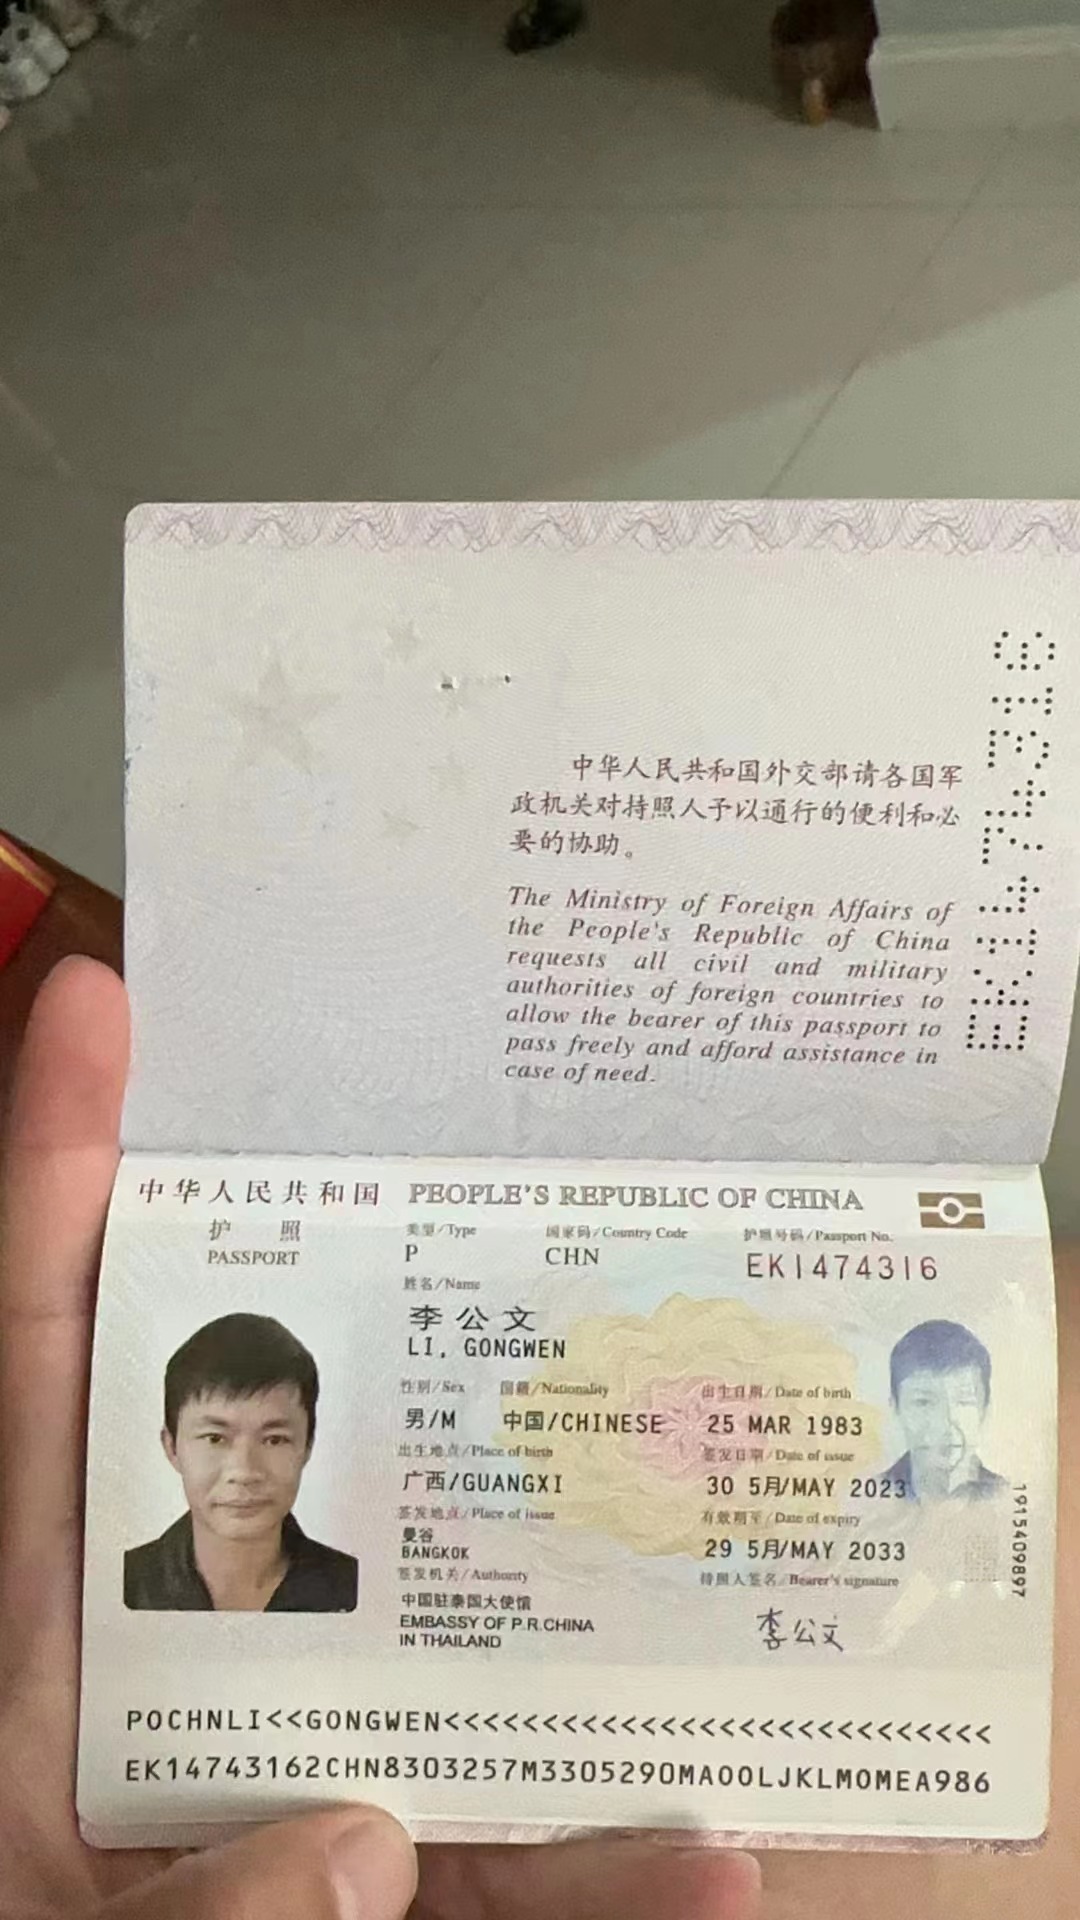 中华人民共和国外交部请各国军
政机关对持照人予以通行的便利和必
要的协助。
The Ministry of Foreign Affairs of
the People's Republic of China
requests all civil and military
authorities of foreign countries to
allow the bearer of this passport to
pass freely and afford assistance in
case of need.
EK1474316
中华人民共和国 PEOPLE'S REPUBLIC OF CHINA
护照 类型/Type 国家码/Country Code 护照号码/Passport No.
PASSPORT P CHN EK1474316
姓名/Name
李公文
LI, GONGWEN
性别/Sex 国籍/Nationality 出生日期/Date of birth
男/M 中国/CHINESE 25 MAR 1983
出生地点/Place of birth 签发日期/Date of issue
广西/GUANGXI 30 5月/MAY 2023
签发地点/Place of issue 有效期至/Date of expiry
曼谷
BANGKOK 29 5月/MAY 2033
签发机关/Authority 持照人签名/Bearer's signature
中国驻泰国大使馆
EMBASSY OF P.R.CHINA
IN THAILAND
李公文
1915409897
POCHNLI<<GONGWEN<<<<<<<<<<<<<<<<<<<<<<<<<<<<
EK14743162CHN8303257M3305290MAOOLJKLMOMEA986